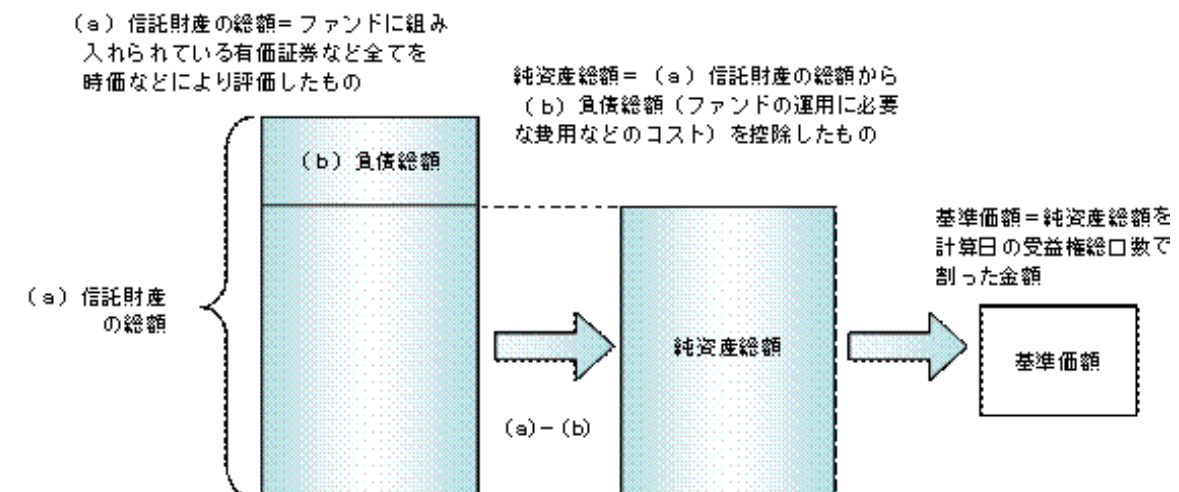 （a）信託財産の総額＝ファンドに組み
入れられている有価証券など全てを
時価などにより評価したもの
純資産総額＝（a）信託財産の総額から
（b）負債総額（ファンドの運用に必要
な費用などのコスト）を控除したもの
（b）負債総額
基準価額＝純資産総額を
計算日の受益権総口数で
割った金額
（a）信託財産
の総額
純資産総額
基準価額
（a）－（b）